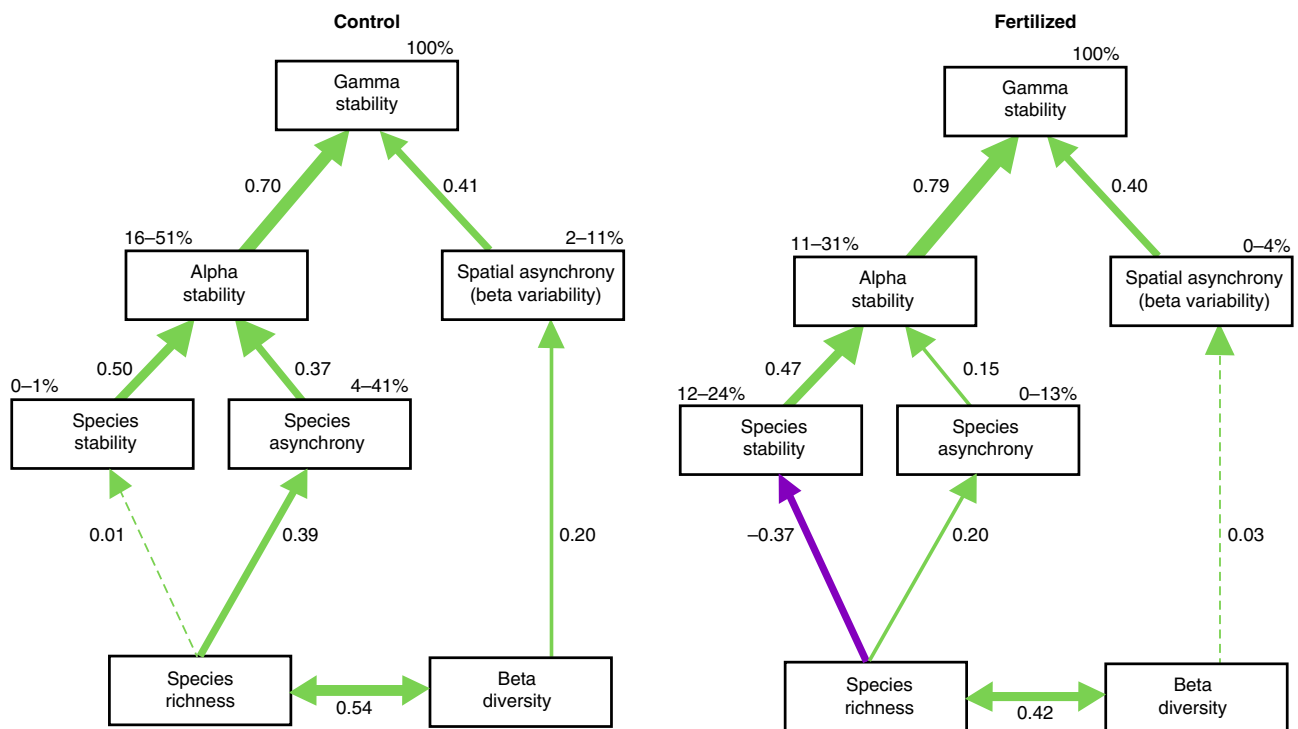 Control
100%
Gamma
stability
0.70
0.41
16–51%
2–11%
Alpha
stability
Spatial asynchrony
(beta variability)
0.50
0.37
0–1%
4–41%
Species
stability
Species
asynchrony
0.01
0.39
0.20
Species
richness
0.54
Beta
diversity
Fertilized
100%
Gamma
stability
0.79
0.40
11–31%
0–4%
Alpha
stability
Spatial asynchrony
(beta variability)
0.47
0.15
12–24%
0–13%
Species
stability
Species
asynchrony
–0.37
0.20
0.03
Species
richness
0.42
Beta
diversity